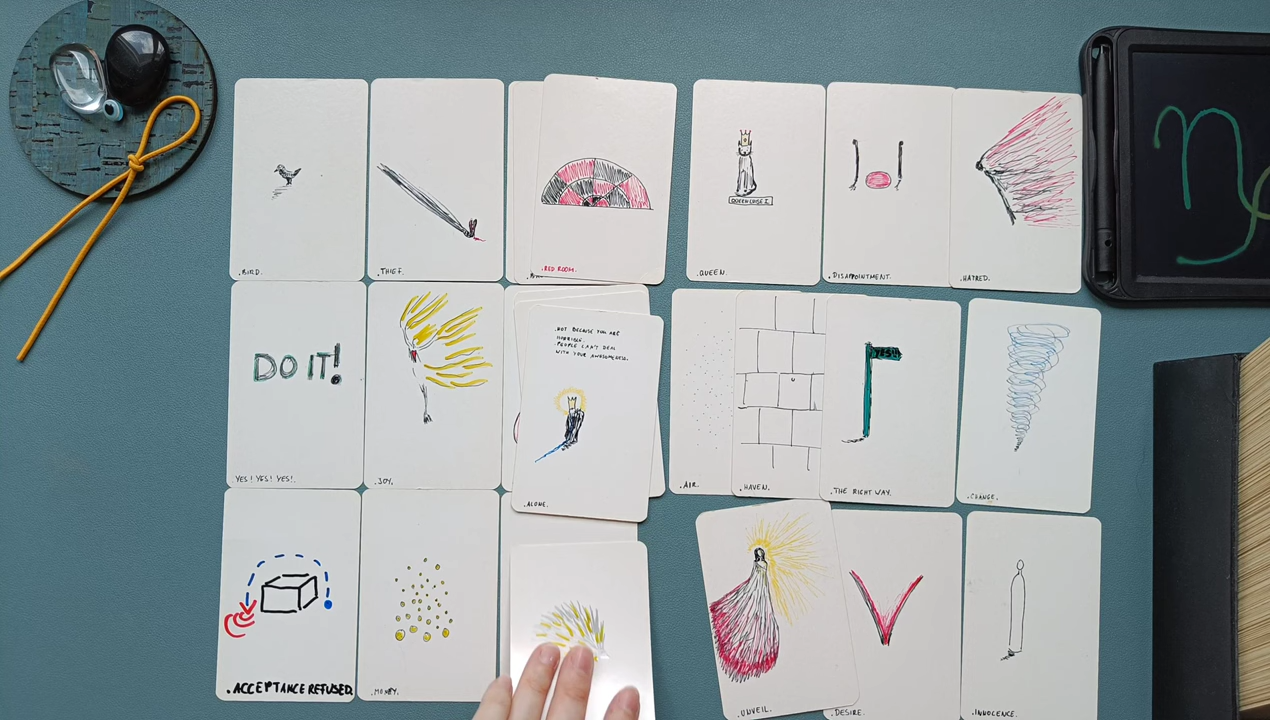 .BIRD.
.THIEF.
.RED ROOM.
QUEEN LUISE I.
.QUEEN.
.DISAPPOINTMENT.
.HATRED.
DO IT!
YES! YES! YES!.
.JOY.
.NOT BECAUSE YOU ARE
HORRIBLE.
.PEOPLE CAN'T DEAL
WITH YOUR AWESOMENESS.
.ALONE.
.AIR.
.HAVEN.
YES!!
.THE RIGHT WAY.
.CHANGE.
.ACCEPTANCE REFUSED.
.MONEY.
.UNVEIL.
.DESIRE.
.INNOCENCE.